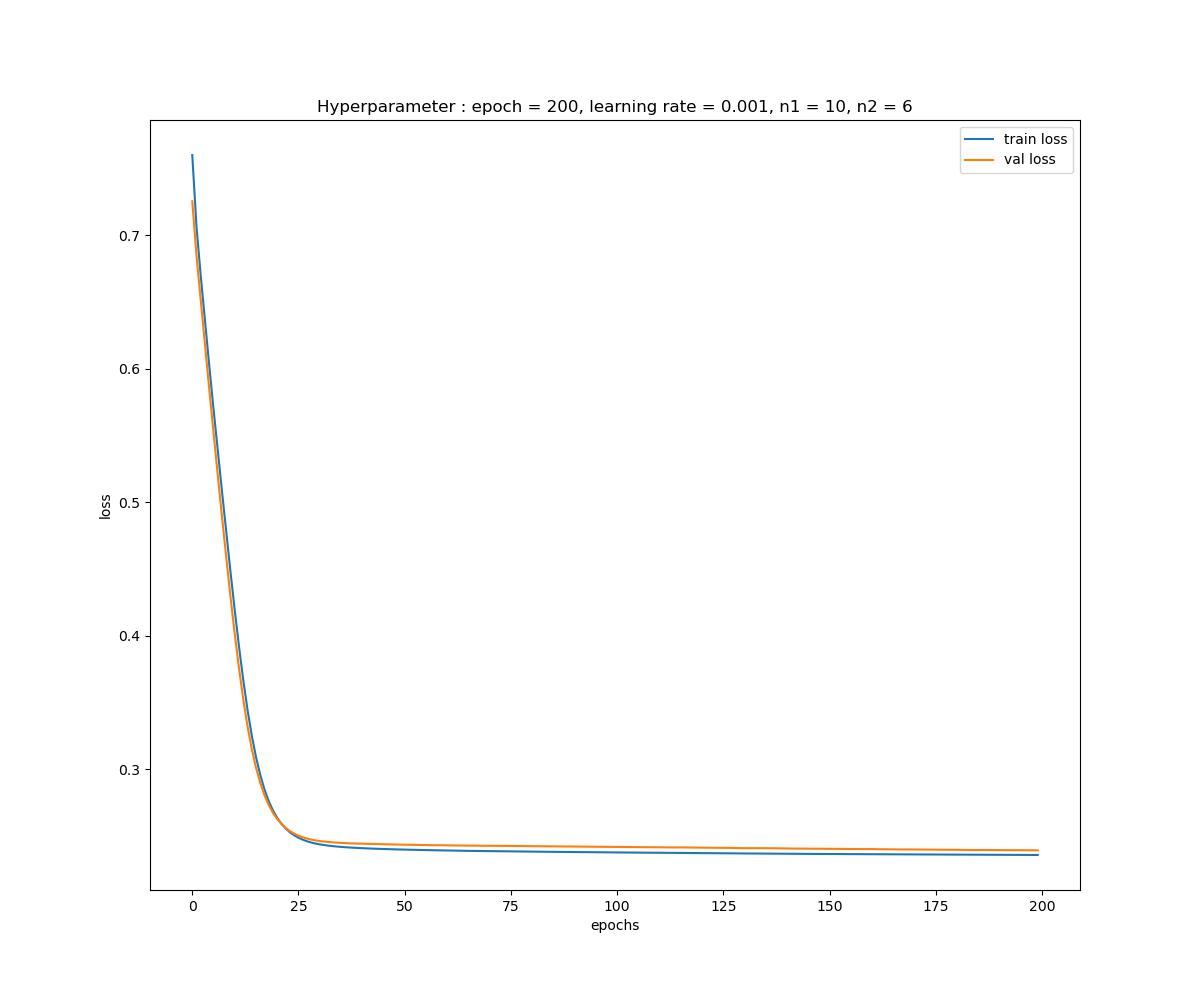 Hyperparameter : epoch = 200, learning rate = 0.001, n1 = 10, n2 = 6
train loss
val loss
0.7
0.6
0.5
0.4
0.3
loss
0 25 50 75 100 125 150 175 200
epochs